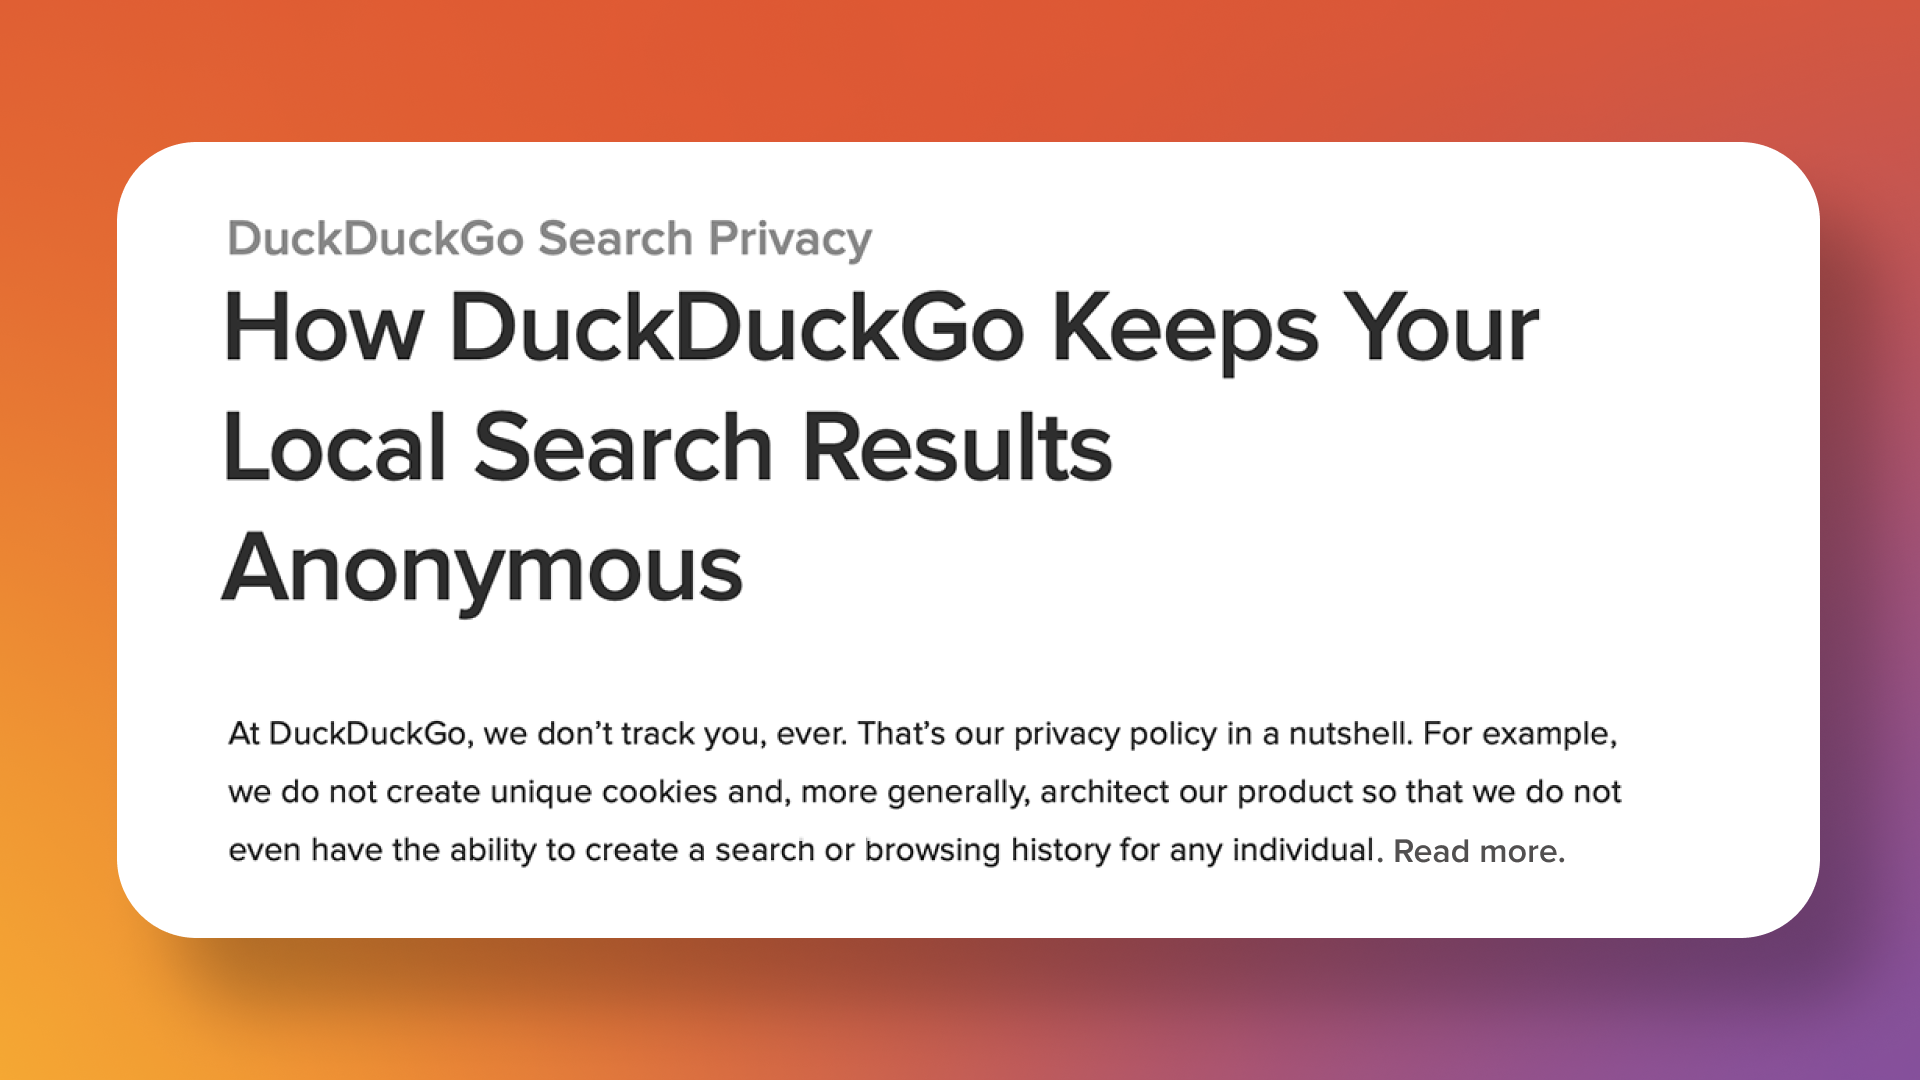 DuckDuckGo Search Privacy
How DuckDuckGo Keeps Your
Local Search Results
Anonymous
At DuckDuckGo, we don’t track you, ever. That’s our privacy policy in a nutshell. For example,
we do not create unique cookies and, more generally, architect our product so that we do not
even have the ability to create a search or browsing history for any individual. Read more.